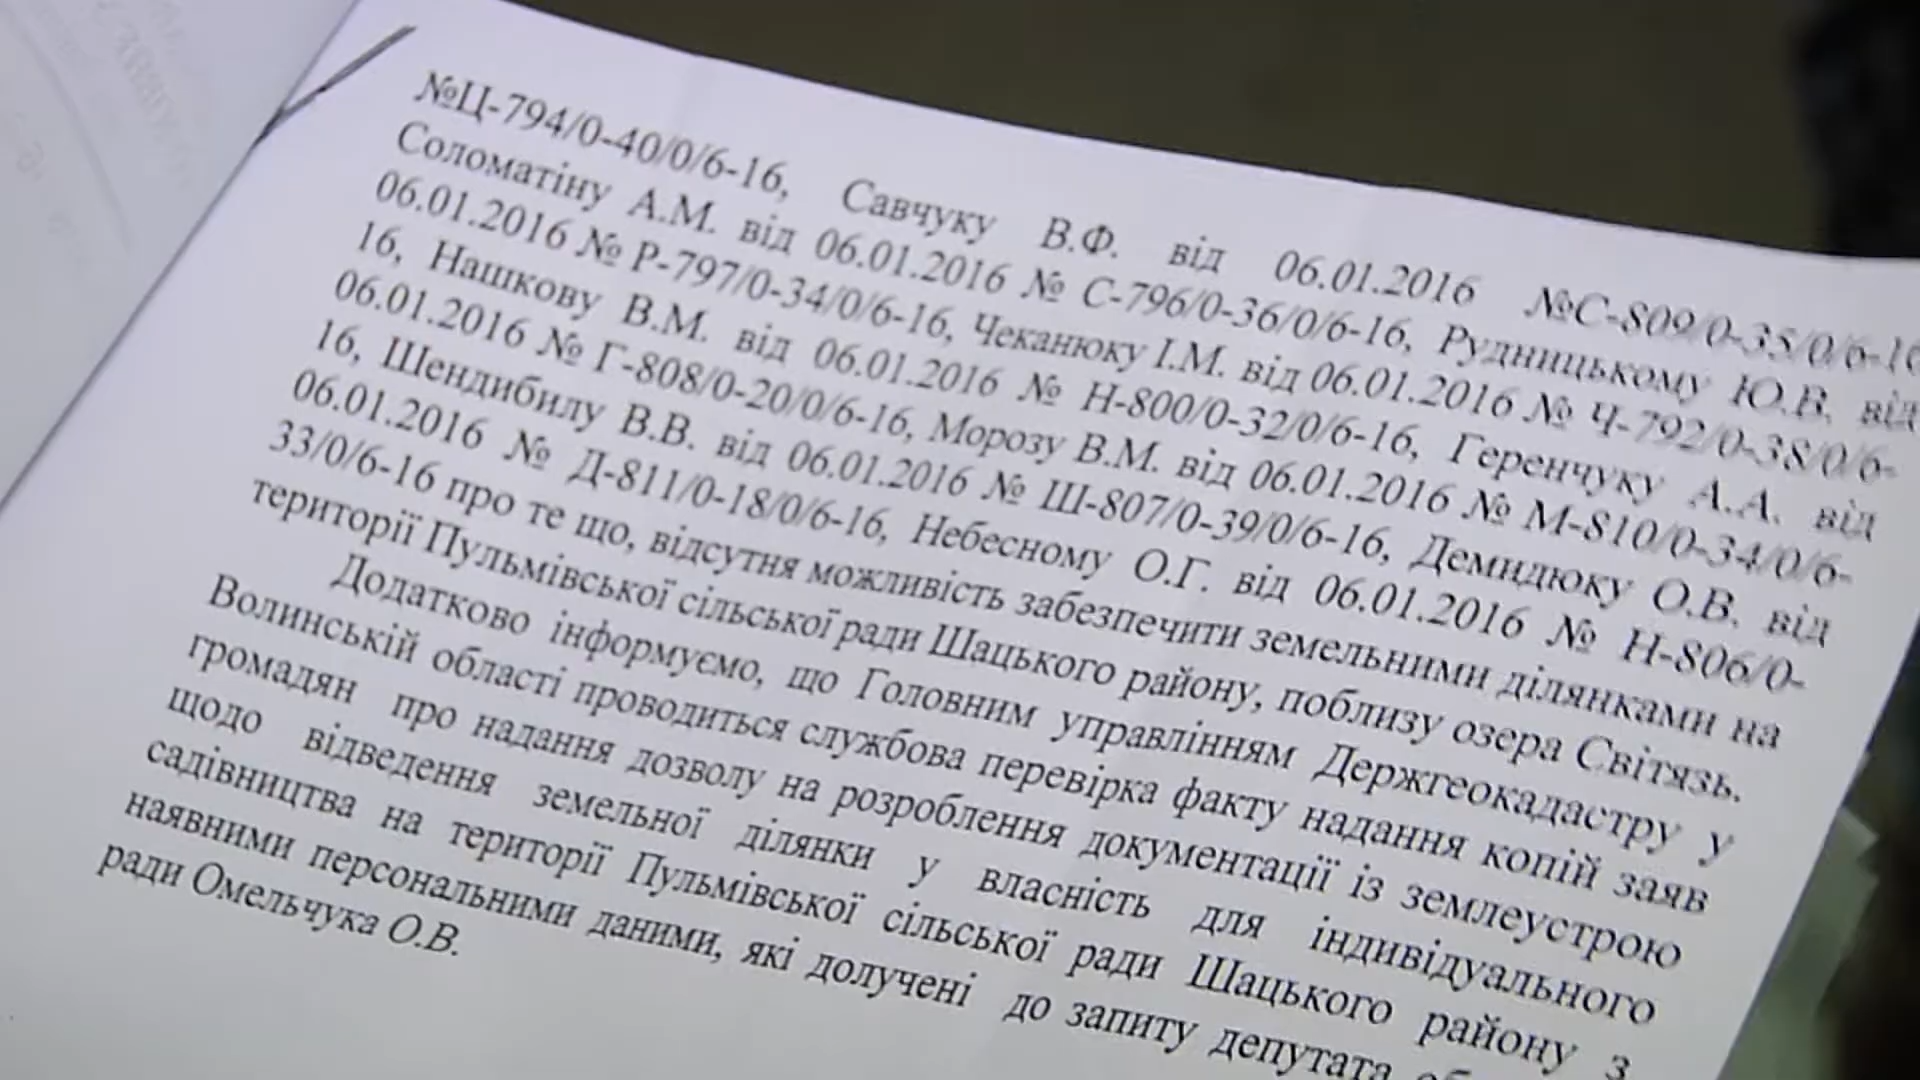 №Ц-794/0-40/0/6-16, Савчуку В.Ф. від 06.01.2016 №С-809/0-35/0/6-16
Соломатіну А.М. від 06.01.2016 № С-796/0-36/0/6-16, Рудницькому Ю.В. від
06.01.2016 № Р-797/0-34/0/6-16, Чеканюку І.М. від 06.01.2016 № Ч-792/0-38/0/6-
16, Нашкову В.М. від 06.01.2016 № Н-800/0-32/0/6-16, Геренчуку А.А. від
06.01.2016 № Г-808/0-20/0/6-16, Морозу В.М. від 06.01.2016 № М-810/0-34/0/6-
16, Шендибилу В.В. від 06.01.2016 № Ш-807/0-39/0/6-16, Демидюку О.В. від
06.01.2016 № Д-811/0-18/0/6-16, Небесному О.Г. від 06.01.2016 № Н-806/0-
33/0/6-16 про те що, відсутня можливість забезпечити земельними ділянками на
території Пульмівської сільської ради Шацького району, поблизу озера Світязь.
Додатково інформуємо, що Головним управлінням Держгеокадастру у
Волинській області проводиться службова перевірка факту надання копій заяв
громадян про надання дозволу на розроблення документації із землеустрою
щодо відведення земельної ділянки у власність для індивідуального
садівництва на території Пульмівської сільської ради Шацького району з
наявними персональними даними, які долучені до запиту депутата
ради Омельчука О.В.